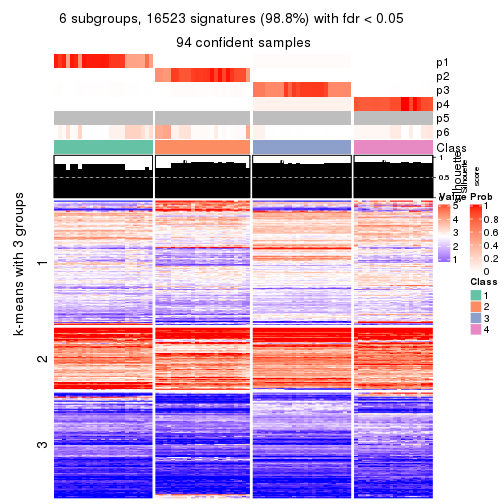 6 subgroups, 16523 signatures (98.8%) with fdr < 0.05
94 confident samples
p1
p2
p3
p4
p5
p6
Class
1
0.5
0
Silhouette
silhouette
score
k-means with 3 groups
1
2
3
Value
5
4
3
2
1
Prob
1
0.8
0.6
0.4
0.2
0
Class
1
2
3
4